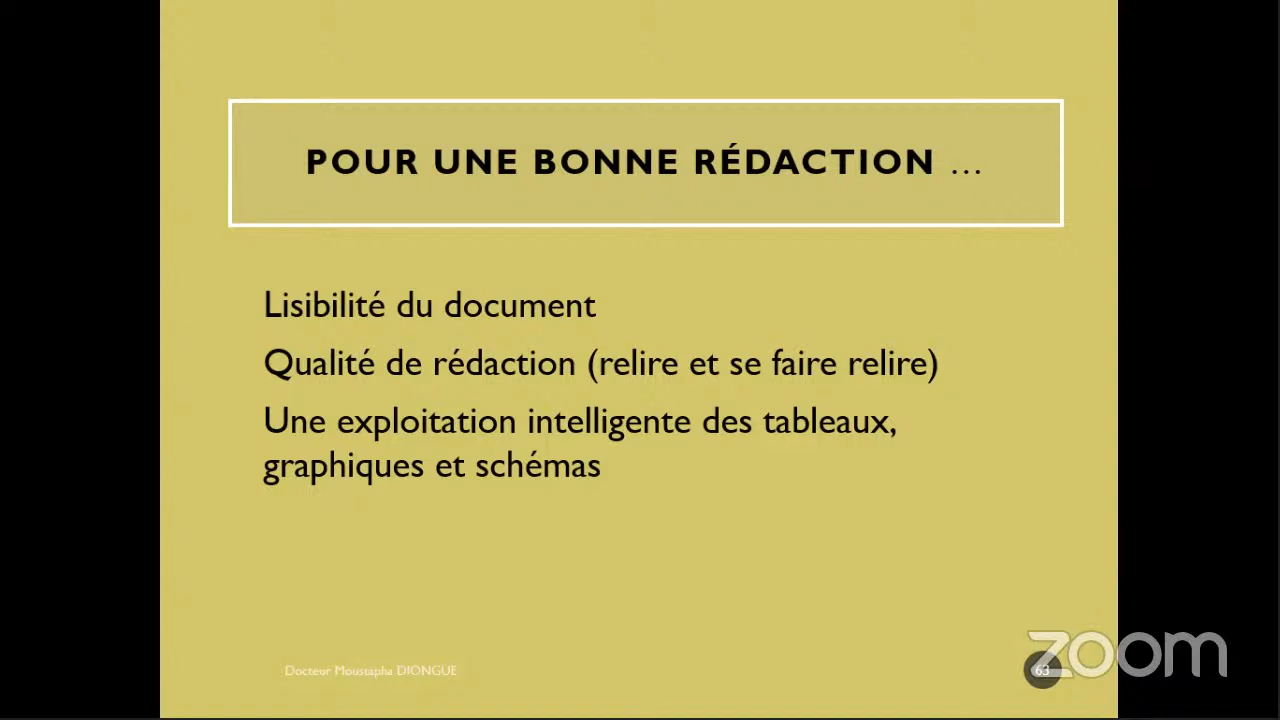 POUR UNE BONNE RÉDACTION ...
Lisibilité du document
Qualité de rédaction (relire et se faire relire)
Une exploitation intelligente des tableaux,
graphiques et schémas
Docteur Moustapha DIONGUE
63
zoom